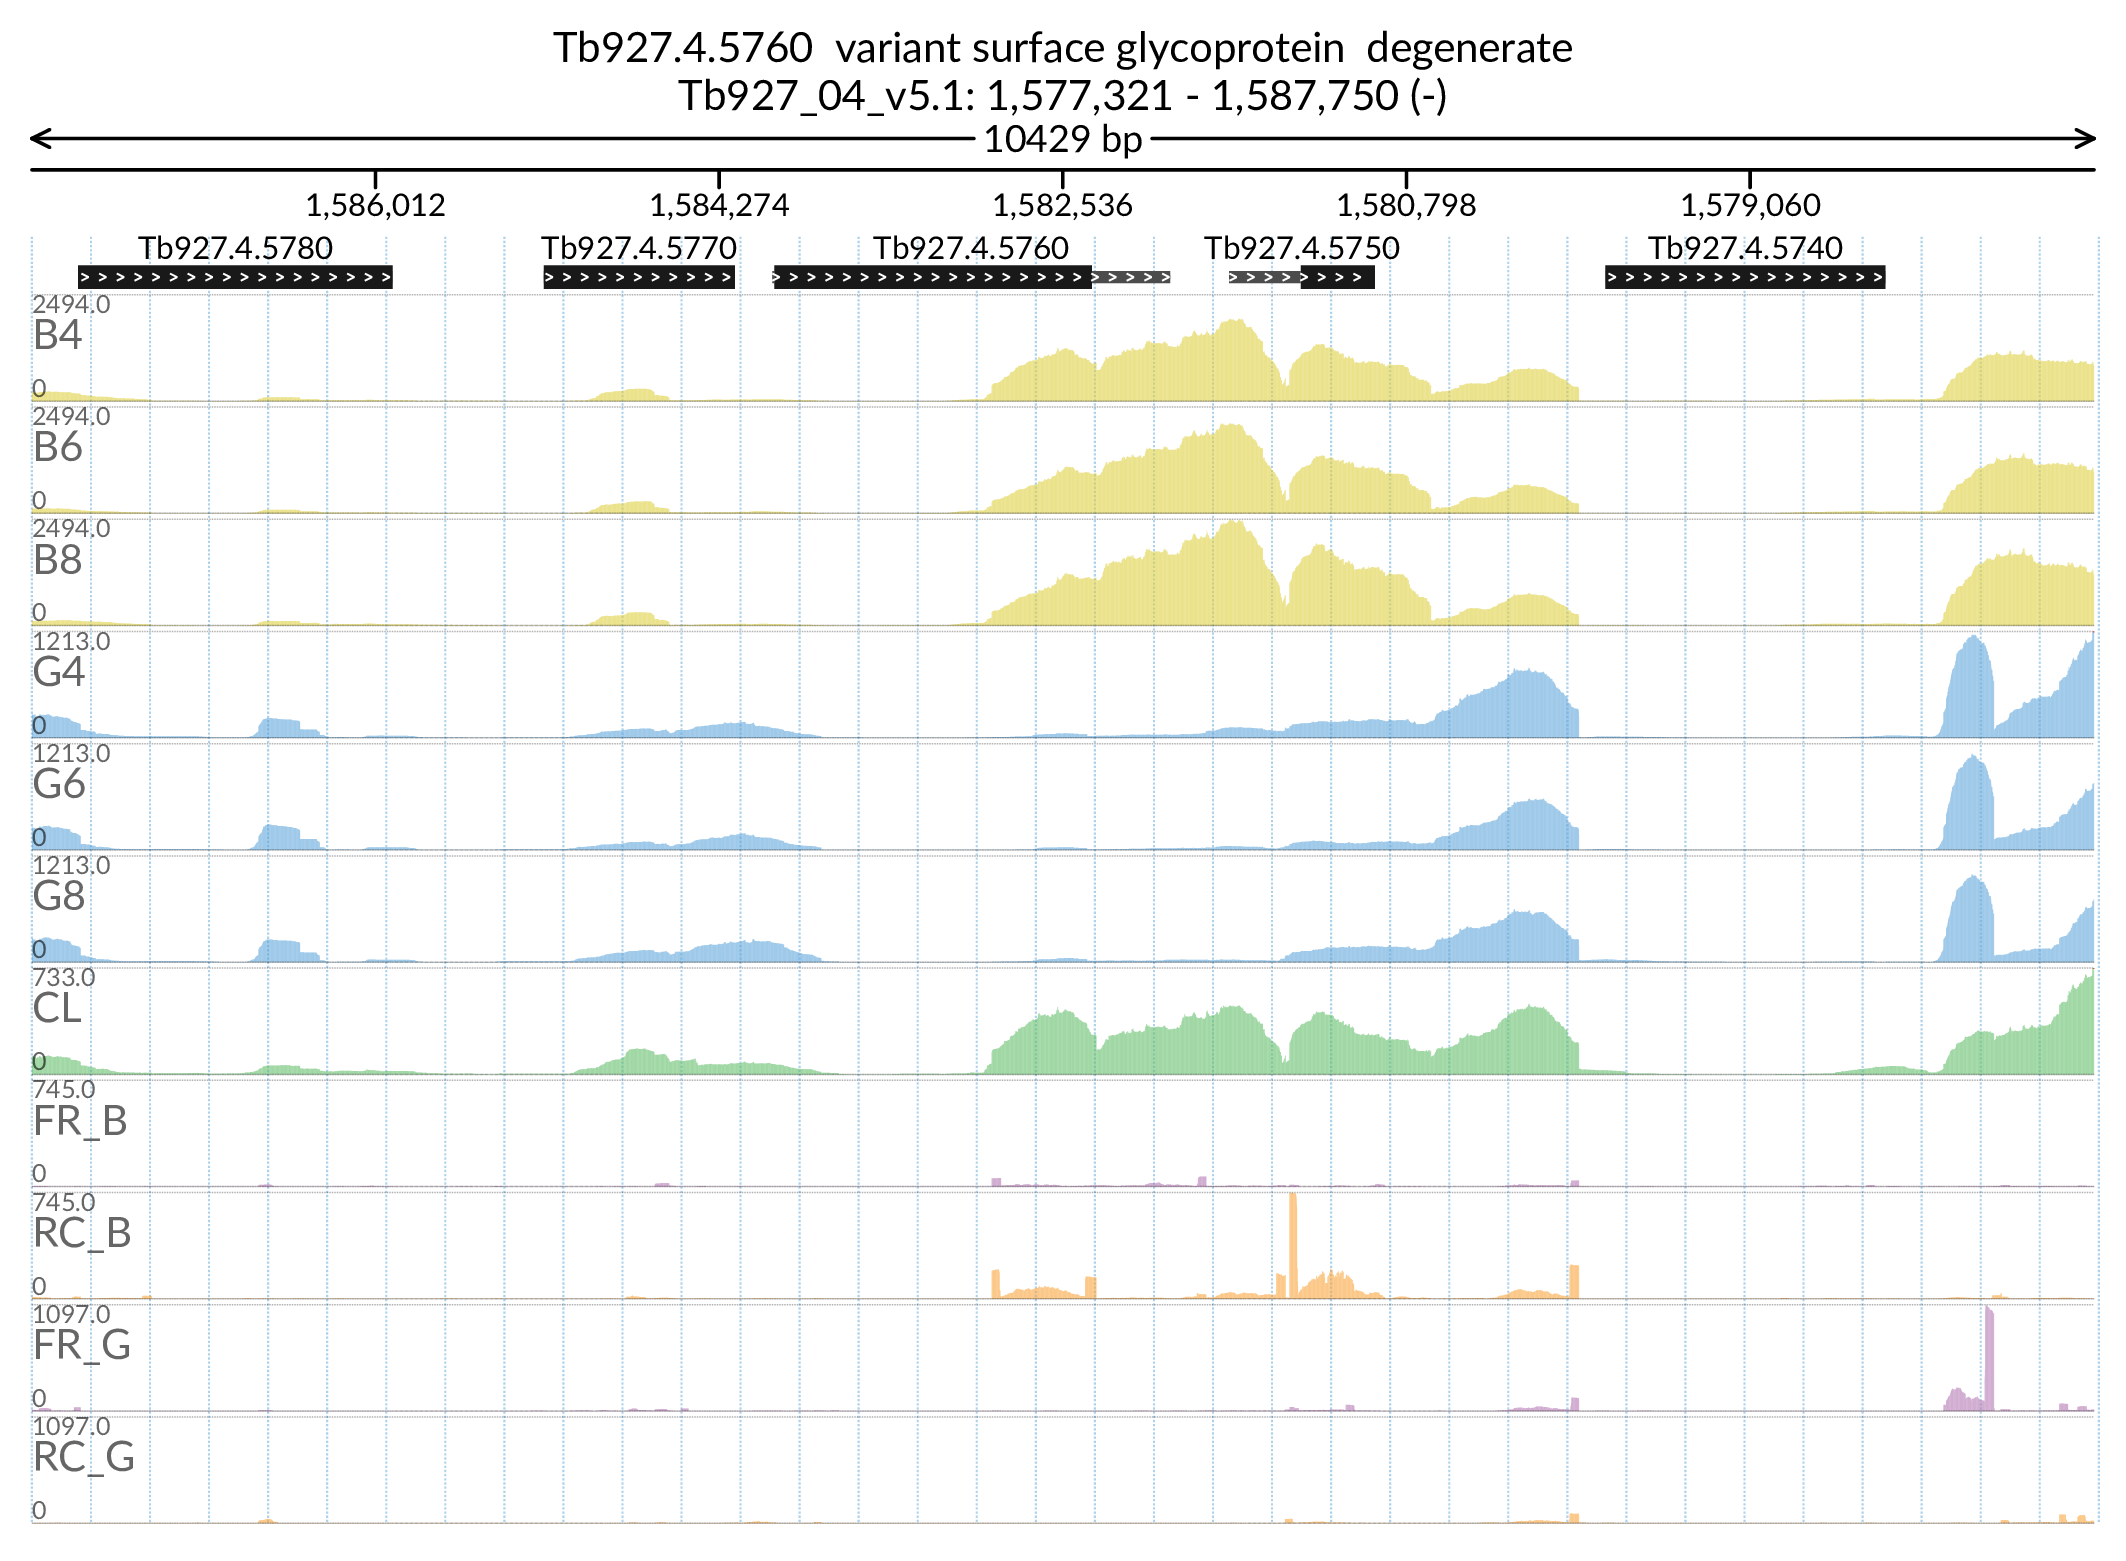 Tb927.4.5760 variant surface glycoprotein degenerate
Tb927_04_v5.1: 1,577,321 - 1,587,750 (-)
10429 bp
1,586,012 1,584,274 1,582,536 1,580,798 1,579,060
Tb927.4.5780 Tb927.4.5770 Tb927.4.5760 Tb927.4.5750 Tb927.4.5740
2494.0
B4
0
2494.0
B6
0
2494.0
B8
0
1213.0
G4
0
1213.0
G6
0
1213.0
G8
0
733.0
CL
0
745.0
FR_B
0
745.0
RC_B
0
1097.0
FR_G
0
1097.0
RC_G
0